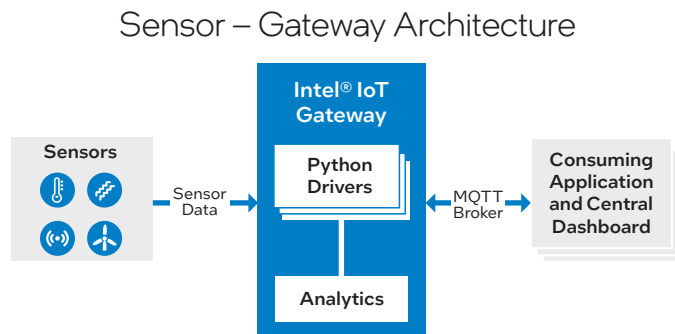 Sensor – Gateway Architecture
Sensors
Sensor
Data
Intel® IoT
Gateway
Python
Drivers
Analytics
MQTT
Broker
Consuming
Application
and Central
Dashboard